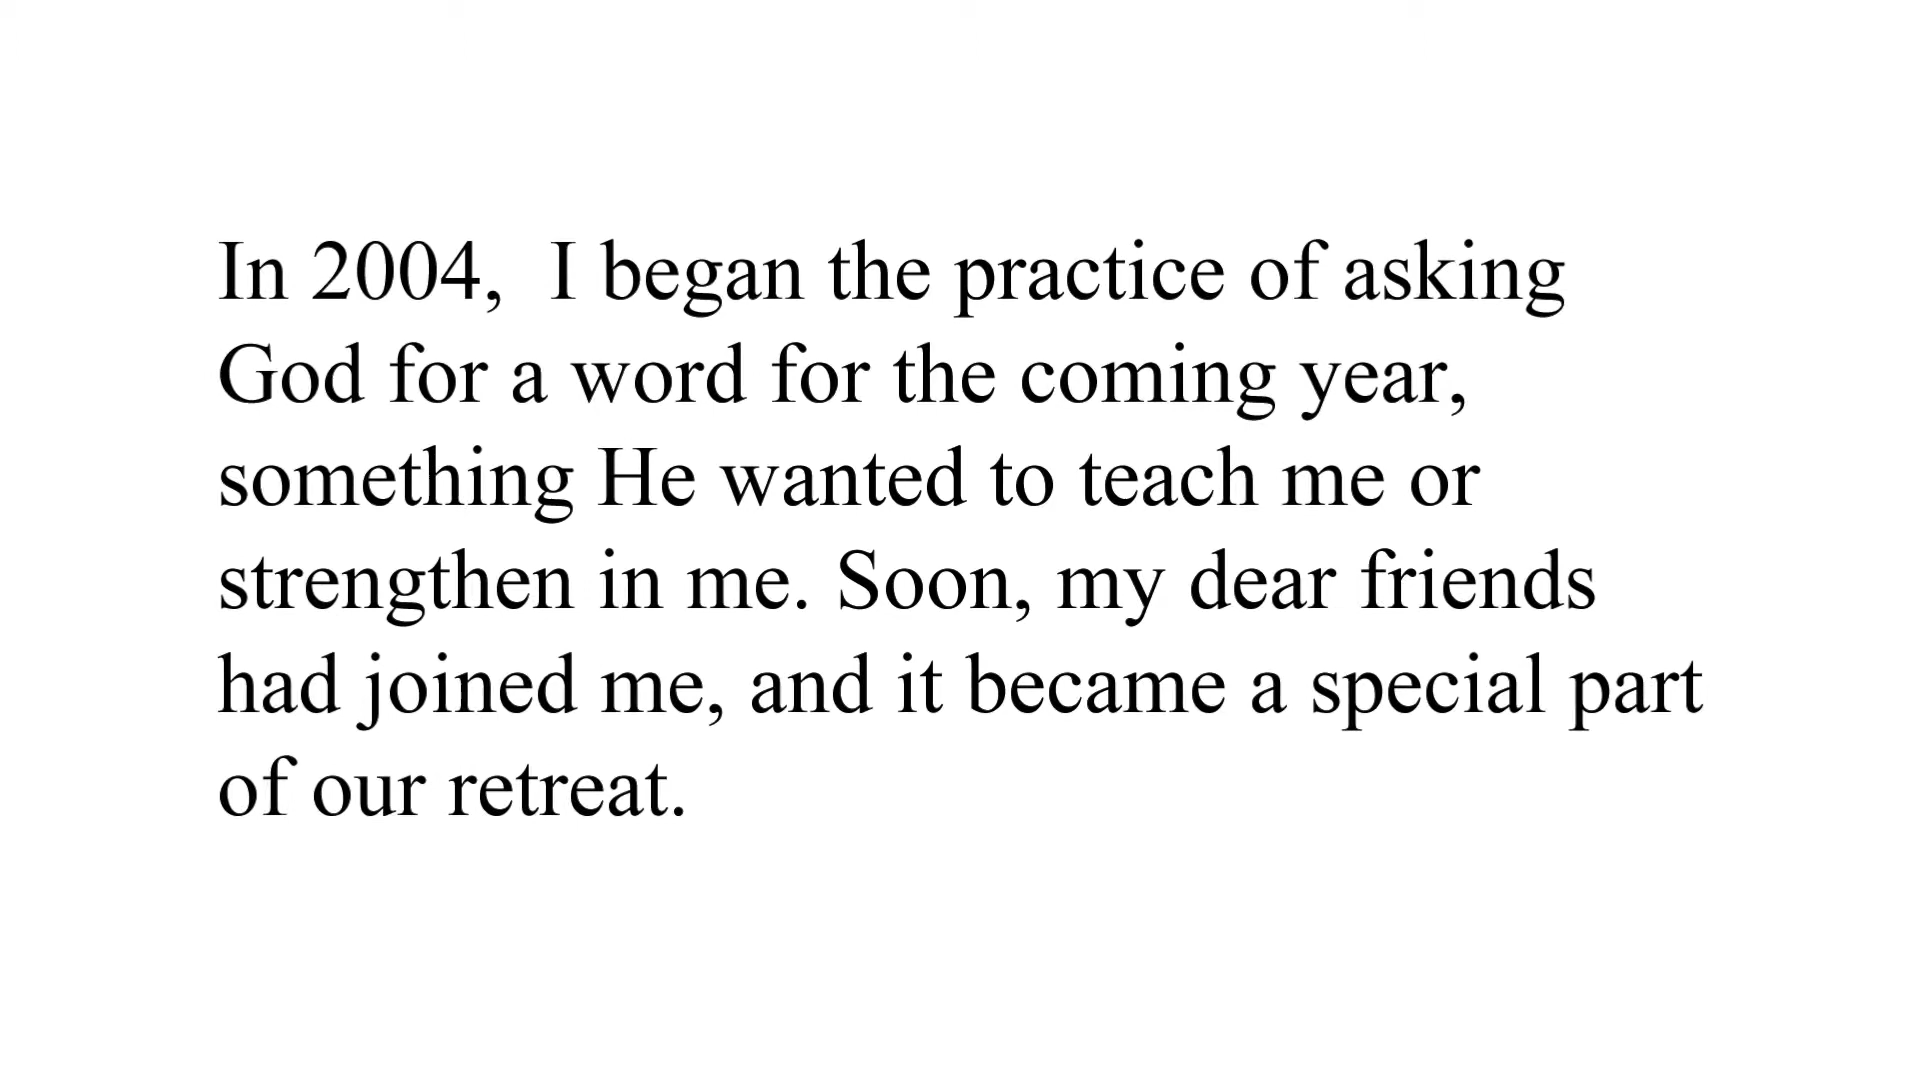 In 2004,  I began the practice of asking
God for a word for the coming year,
something He wanted to teach me or
strengthen in me. Soon, my dear friends
had joined me, and it became a special part
of our retreat.